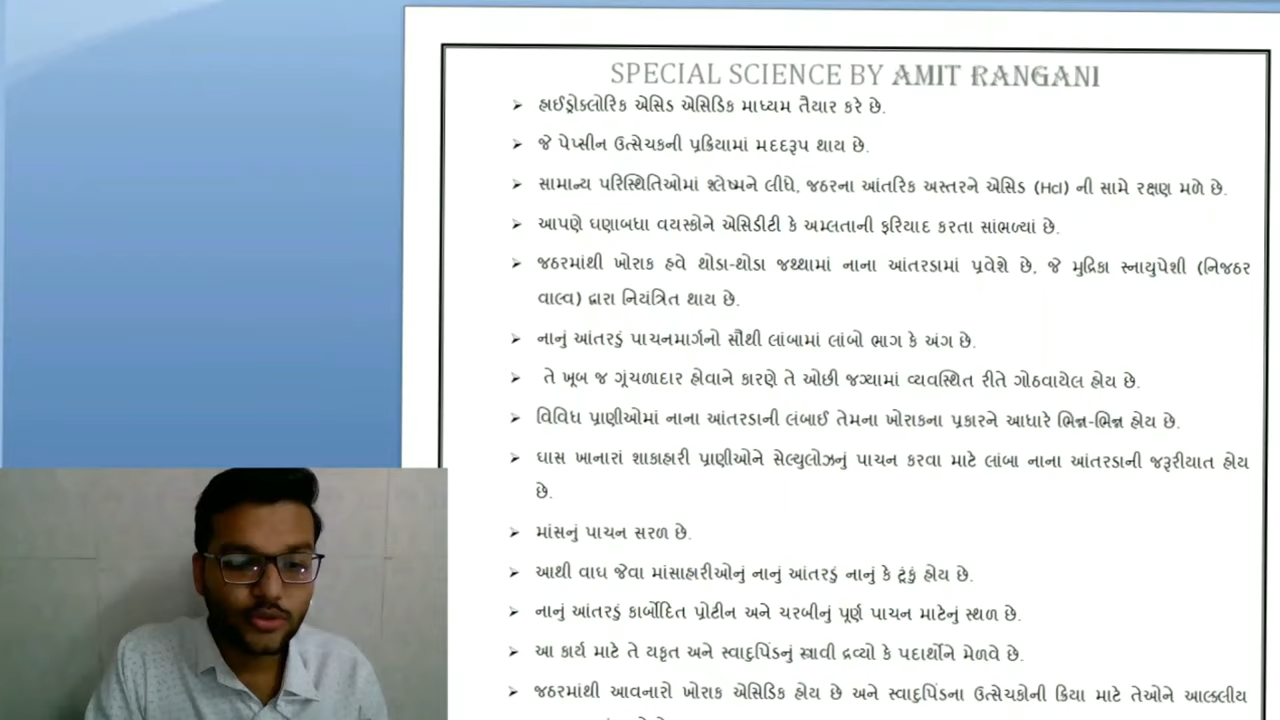 SPECIAL SCIENCE BY AMIT RANGANI
➢ હાઈડ્રોક્લોરિક એસિડ એસિડિક માધ્યમ તૈયાર કરે છે.
➢ જે પેપ્સીન ઉત્સેચકની પ્રક્રિયામાં મદદરૂપ થાય છે.
➢ સામાન્ય પરિસ્થિતિઓમાં શ્લેષ્મને લીધે, જઠરના આંતરિક અસ્તરને એસિડ (Hcl) ની સામે રક્ષણ મળે છે.
➢ આપણે ઘણાબધા વયસ્કોને એસિડીટી કે અમ્લતાની ફરિયાદ કરતા સાંભળ્યાં છે.
➢ જઠરમાંથી ખોરાક હવે થોડા-થોડા જથ્થામાં નાના આંતરડામાં પ્રવેશે છે, જે મુદ્રિકા સ્નાયુપેશી (નિજઠર
વાલ્વ) દ્વારા નિયંત્રિત થાય છે.
➢ નાનું આંતરડું પાચનમાર્ગનો સૌથી લાંબામાં લાંબો ભાગ કે અંગ છે.
➢ તે ખૂબ જ ગૂંચળાદાર હોવાને કારણે તે ઓછી જગ્યામાં વ્યવસ્થિત રીતે ગોઠવાયેલ હોય છે.
➢ વિવિધ પ્રાણીઓમાં નાના આંતરડાની લંબાઈ તેમના ખોરાકના પ્રકારને આધારે ભિન્ન-ભિન્ન હોય છે.
➢ ઘાસ ખાનારાં શાકાહારી પ્રાણીઓને સેલ્યુલોઝનું પાચન કરવા માટે લાંબા નાના આંતરડાની જરૂરીયાત હોય
છે.
➢ માંસનું પાચન સરળ છે.
➢ આથી વાઘ જેવા માંસાહારીઓનું નાનું આંતરડું નાનું કે ટૂંકું હોય છે.
➢ નાનું આંતરડું કાર્બોદિત પ્રોટીન અને ચરબીનું પૂર્ણ પાચન માટેનું સ્થળ છે.
➢ આ કાર્ય માટે તે યકૃત અને સ્વાદુપિંડનું સ્ત્રાવી દ્રવ્યો કે પદાર્થોને મેળવે છે.
➢ જઠરમાંથી આવનારો ખોરાક એસિડિક હોય છે અને સ્વાદુપિંડના ઉત્સેચકોની ક્રિયા માટે તેઓને આલ્કલીય